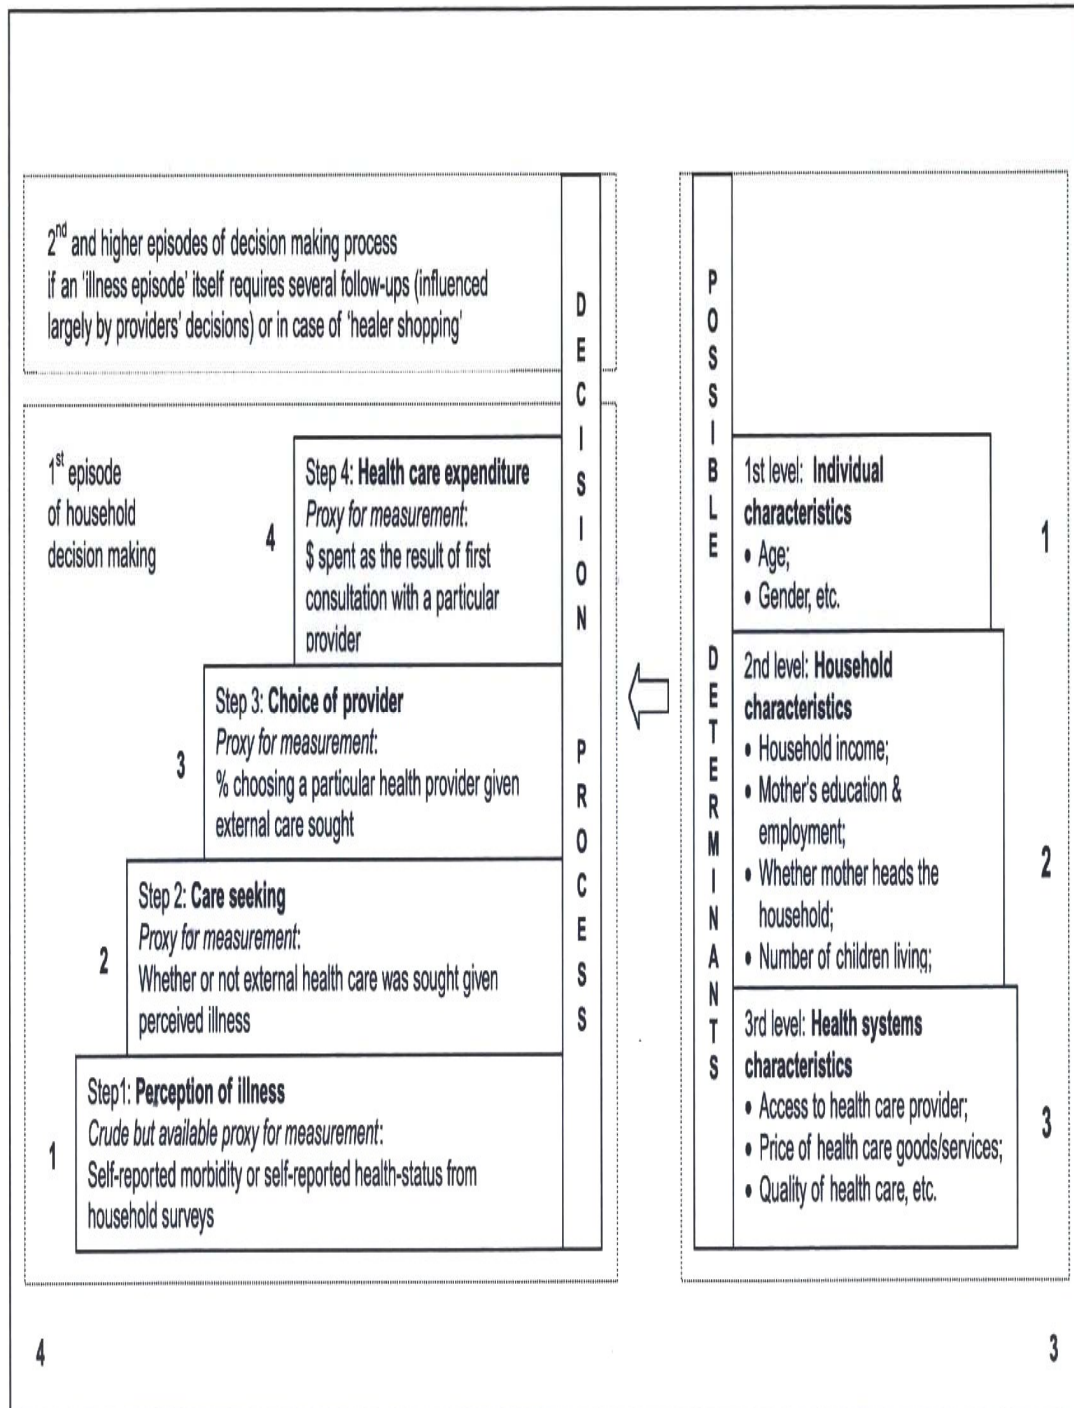 2nd and higher episodes of decision making process
if an 'illness episode' itself requires several follow-ups (influenced
largely by providers' decisions) or in case of 'healer shopping'
1st episode
of household
decision making
4
Step 4: Health care expenditure
Proxy for measurement:
$ spent as the result of first
consultation with a particular
provider
3
Step 3: Choice of provider
Proxy for measurement:
% choosing a particular health provider given
external care sought
2
Step 2: Care seeking
Proxy for measurement:
Whether or not external health care was sought given
perceived illness
1
Step1: Perception of illness
Crude but available proxy for measurement:
Self-reported morbidity or self-reported health-status from
household surveys
DECISION PROCESS
POSSIBLE DETERMINANTS
1st level: Individual
characteristics
• Age;
• Gender, etc.
1
2nd level: Household
characteristics
• Household income;
• Mother's education &
employment;
• Whether mother heads the
household;
• Number of children living;
2
3rd level: Health systems
characteristics
• Access to health care provider;
• Price of health care goods/services;
• Quality of health care, etc.
3
4
3